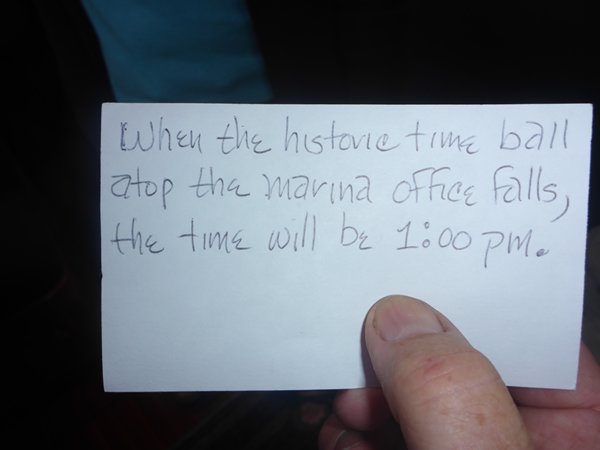 When the historic time ball
atop the marina office falls,
the time will be 1:00 pm.